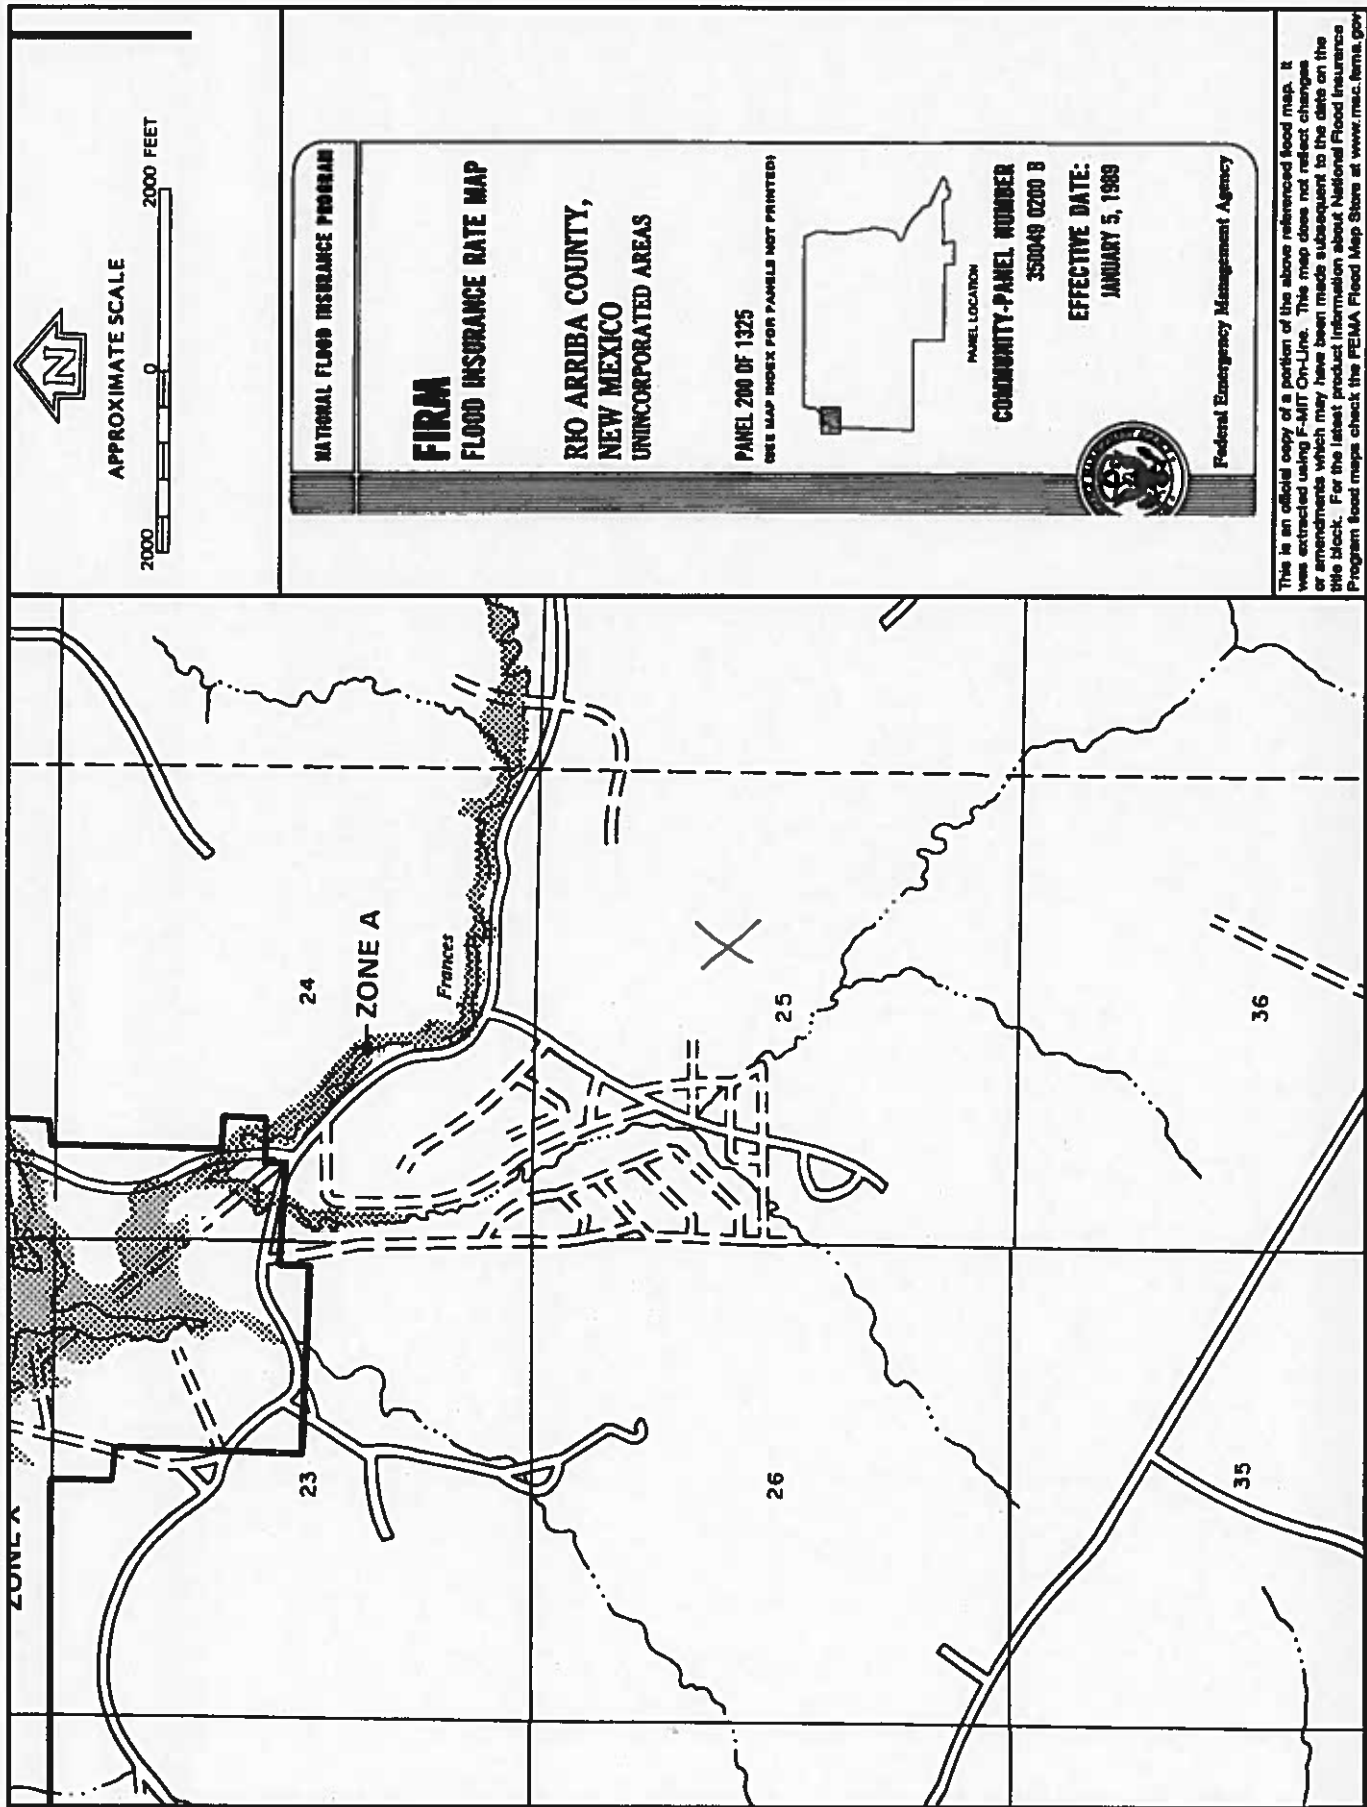 ZONE X
ZONE A
Frances
23
24
25
26
35
36
APPROXIMATE SCALE
2000 0 2000 FEET
N
NATIONAL FLOOD INSURANCE PROGRAM
FIRM
FLOOD INSURANCE RATE MAP
RIO ARRIBA COUNTY,
NEW MEXICO
UNINCORPORATED AREAS
PANEL 200 OF 1325
(SEE MAP INDEX FOR PANELS NOT PRINTED)
PANEL LOCATION
COMMUNITY-PANEL NUMBER
350049 0200 B
EFFECTIVE DATE:
JANUARY 5, 1989
Federal Emergency Management Agency
This is an official copy of a portion of the above referenced flood map. It
was extracted using F-MIT On-Line. This map does not reflect changes
or amendments which may have been made subsequent to the date on the
title block. For the latest product information about National Flood Insurance
Program flood maps check the FEMA Flood Map Store at www.msc.fema.gov